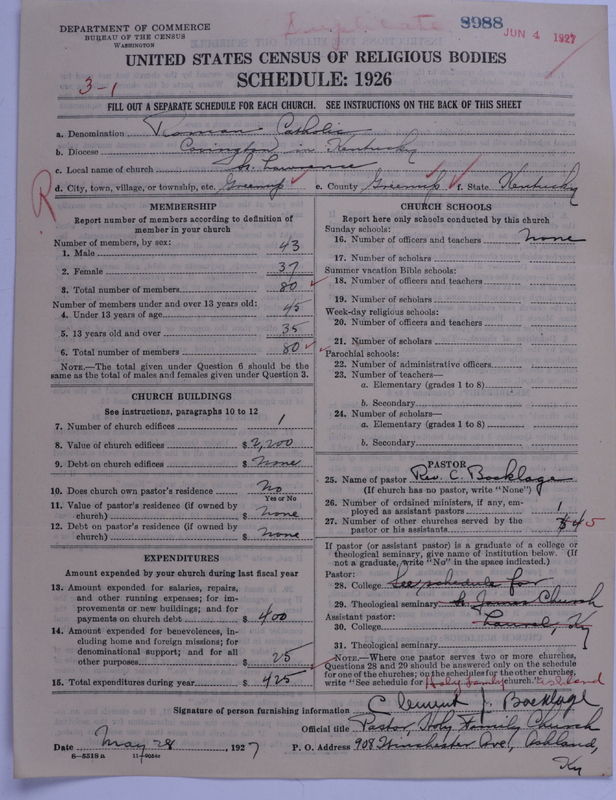 DEPARTMENT OF COMMERCE
BUREAU OF THE CENSUS
WASHINGTON
Duplicate
8988
JUN 4 1927
UNITED STATES CENSUS OF RELIGIOUS BODIES
SCHEDULE: 1926
3-1
FILL OUT A SEPARATE SCHEDULE FOR EACH CHURCH. SEE INSTRUCTIONS ON THE BACK OF THIS SHEET
a. Denomination Roman Catholic
b. Diocese Covington in Kentucky
c. Local name of church St. Lawrence
d. City, town, village, or township, etc. Greenup e. County Greenup f. State Kentucky
R
MEMBERSHIP
Report number of members according to definition of member in your church
Number of members, by sex:
1. Male 43
2. Female 37
3. Total number of members 80
Number of members under and over 13 years old:
4. Under 13 years of age 45
5. 13 years old and over 35
6. Total number of members 80
NOTE.—The total given under Question 6 should be the same as the total of males and females given under Question 3.
CHURCH BUILDINGS
See instructions, paragraphs 10 to 12
7. Number of church edifices 1
8. Value of church edifices $2,200
9. Debt on church edifices $ None
10. Does church own pastor's residence No
Yes or No
11. Value of pastor's residence (if owned by church) $ None
12. Debt on pastor's residence (if owned by church) $ None
EXPENDITURES
Amount expended by your church during last fiscal year
13. Amount expended for salaries, repairs, and other running expenses; for improvements or new buildings; and for payments on church debt $ 400
14. Amount expended for benevolences, including home and foreign missions; for denominational support; and for all other purposes $ 25
15. Total expenditures during year $ 425
CHURCH SCHOOLS
Report here only schools conducted by this church
Sunday schools:
16. Number of officers and teachers None
17. Number of scholars
Summer vacation Bible schools:
18. Number of officers and teachers
19. Number of scholars
Week-day religious schools:
20. Number of officers and teachers
21. Number of scholars
Parochial schools:
22. Number of administrative officers
23. Number of teachers—
a. Elementary (grades 1 to 8)
b. Secondary
24. Number of scholars—
a. Elementary (grades 1 to 8)
b. Secondary
PASTOR
25. Name of pastor Rev. C. Bocklage
(If church has no pastor, write "None")
26. Number of ordained ministers, if any, employed as assistant pastors 1
27. Number of other churches served by the pastor or his assistants 4 5
If pastor (or assistant pastor) is a graduate of a college or theological seminary, give name of institution below. (If not a graduate, write "No" in the space indicated.)
Pastor:
28. College See schedule for
29. Theological seminary St James Church
Assistant pastor:
30. College Ky
31. Theological seminary
NOTE.—Where one pastor serves two or more churches, Questions 28 and 29 should be answered only on the schedule for one of the churches; on the schedules for the other churches, write "See schedule for Holy Family church." Ashland
Signature of person furnishing information Clement J. Bocklage
Official title Pastor, Holy Family Church
Date May 28, 1927 P. O. Address 908 Winchester Ave., Ashland, Ky
8—5318a 11—9054c